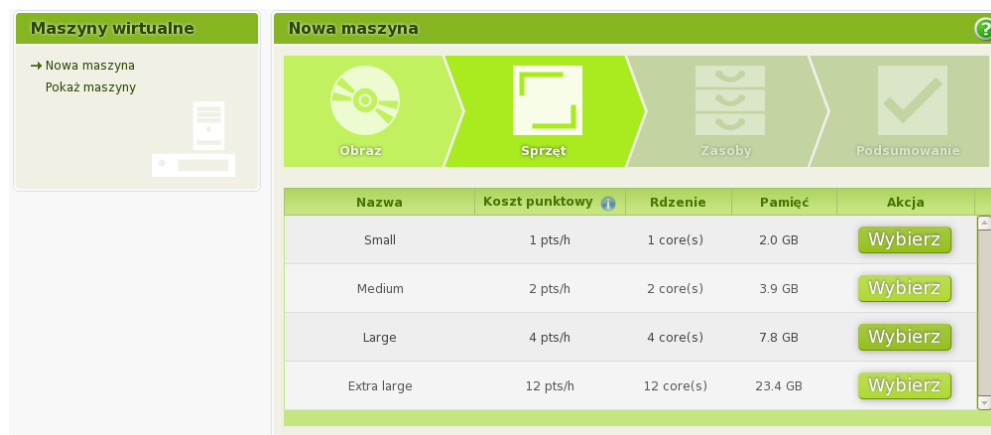 Maszyny wirtualne
Nowa maszyna
Pokaż maszyny
Nowa maszyna
?
Obraz
Sprzęt
Zasoby
Podsumowanie
Nazwa Koszt punktowy i Rdzenie Pamięć Akcja
Small 1 pts/h 1 core(s) 2.0 GB Wybierz
Medium 2 pts/h 2 core(s) 3.9 GB Wybierz
Large 4 pts/h 4 core(s) 7.8 GB Wybierz
Extra large 12 pts/h 12 core(s) 23.4 GB Wybierz